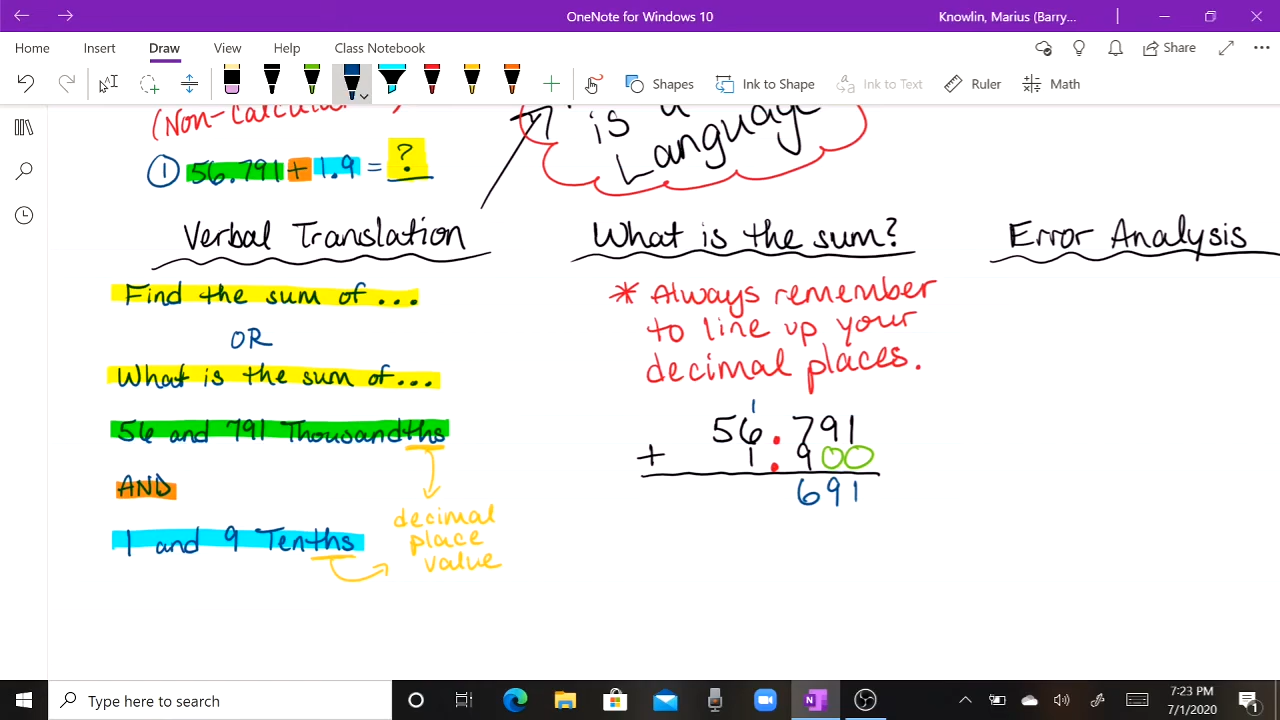 OneNote for Windows 10
Knowlin, Marius (Barry...
Home Insert Draw View Help Class Notebook
Share
Shapes Ink to Shape Ink to Text Ruler Math
(Non-Calculator
is a
Language
① 56.791 + 1.9 = ?
Verbal Translation
Find the sum of ...
OR
What is the sum of...
56 and 791 Thousandths
AND
1 and 9 Tenths
decimal
place
value
What is the sum?
* Always remember
to line up your
decimal places.
1
56.791
+ 1.900
691
Error Analysis
Type here to search
7:23 PM
7/1/2020
1